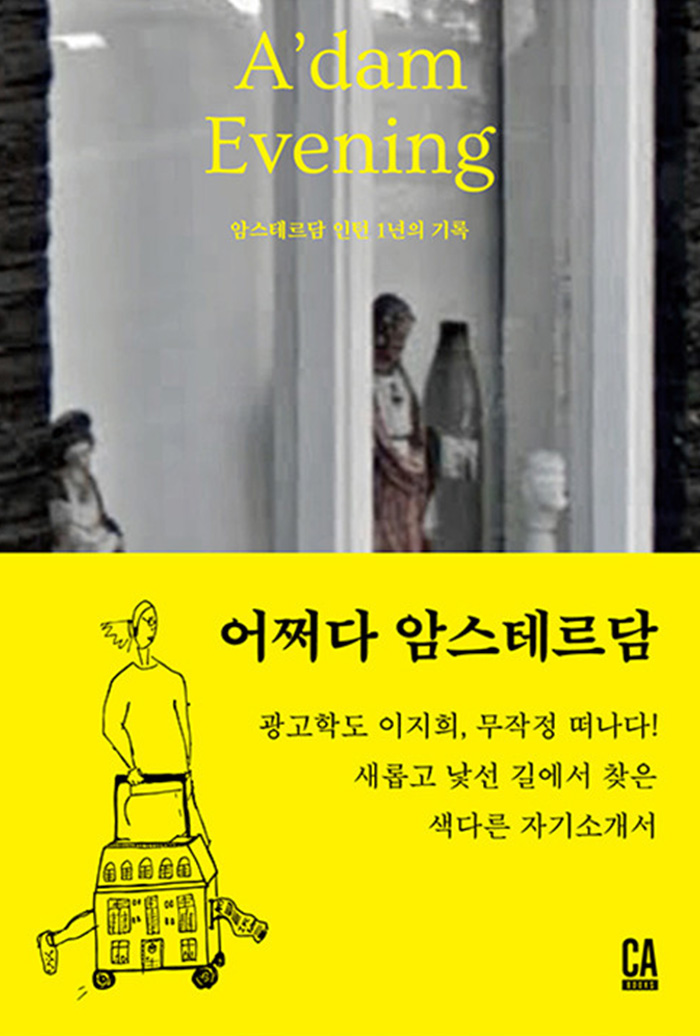 A’dam
Evening
암스테르담 인턴 1년의 기록
어쩌다 암스테르담
광고학도 이지희, 무작정 떠나다!
새롭고 낯선 길에서 찾은
색다른 자기소개서
CA
BOOKS